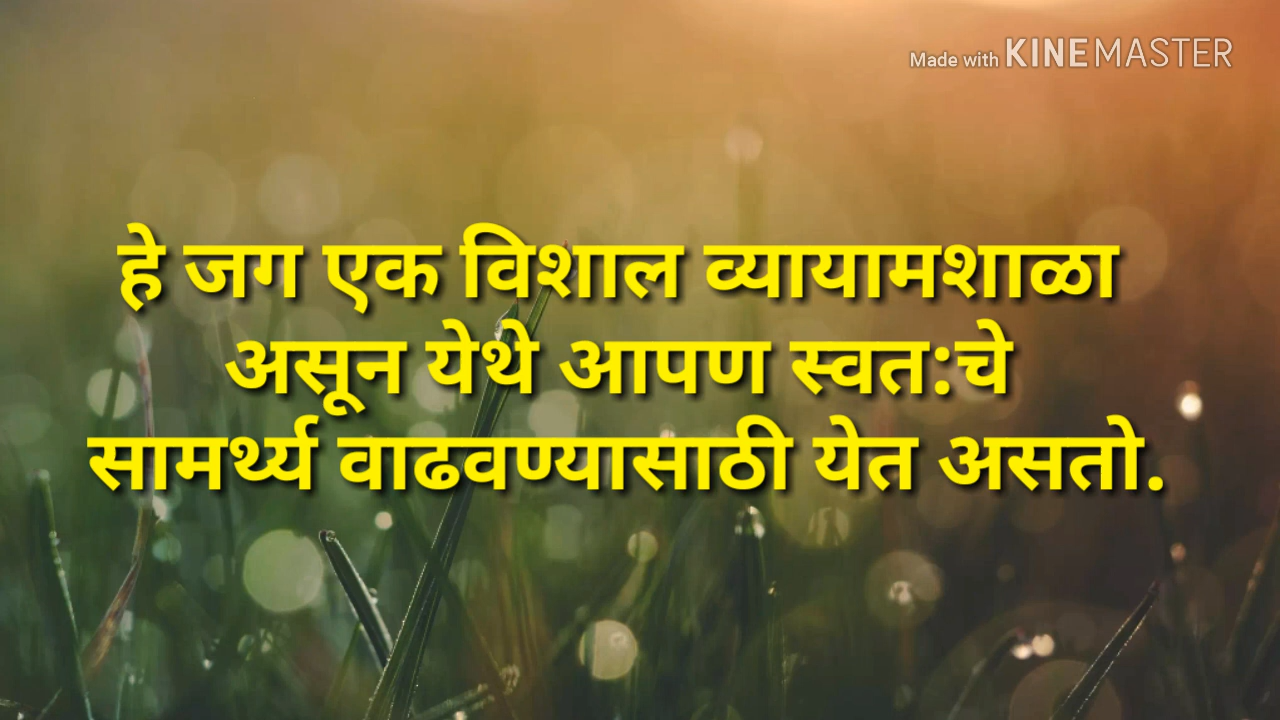 Made with KINEMASTER
हे जग एक विशाल व्यायामशाळा
असून येथे आपण स्वत:चे
सामर्थ्य वाढवण्यासाठी येत असतो.